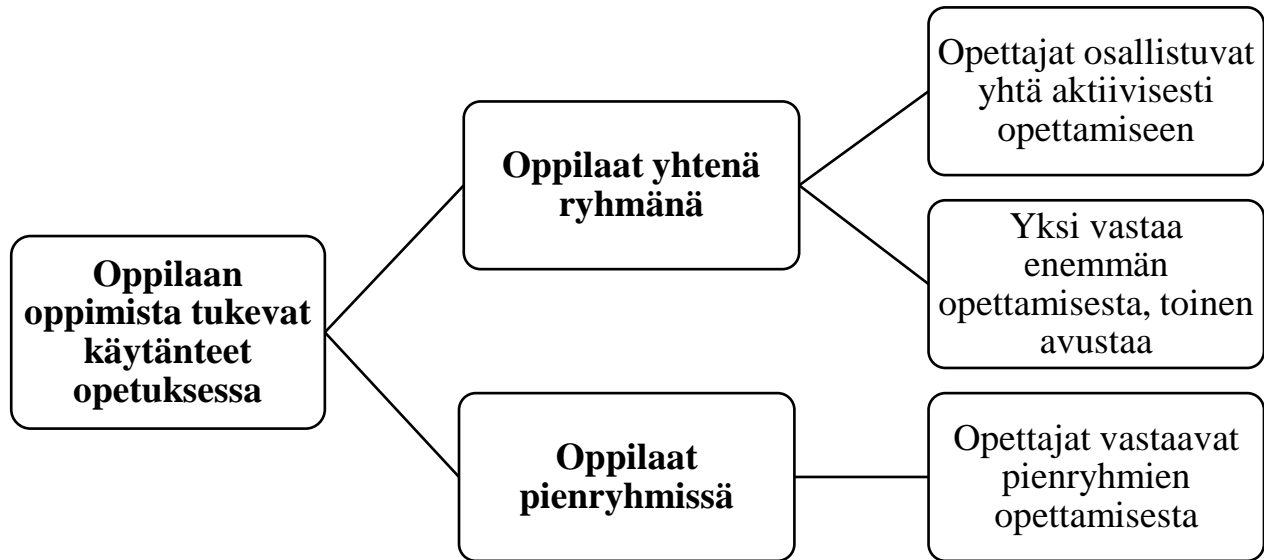 Oppilaan
oppimista tukevat
käytänteet
opetuksessa
Oppilaat yhtenä
ryhmänä
Opettajat osallistuvat
yhtä aktiivisesti
opettamiseen
Yksi vastaa
enemmän
opettamisesta, toinen
avustaa
Oppilaat
pienryhmissä
Opettajat vastaavat
pienryhmien
opettamisesta